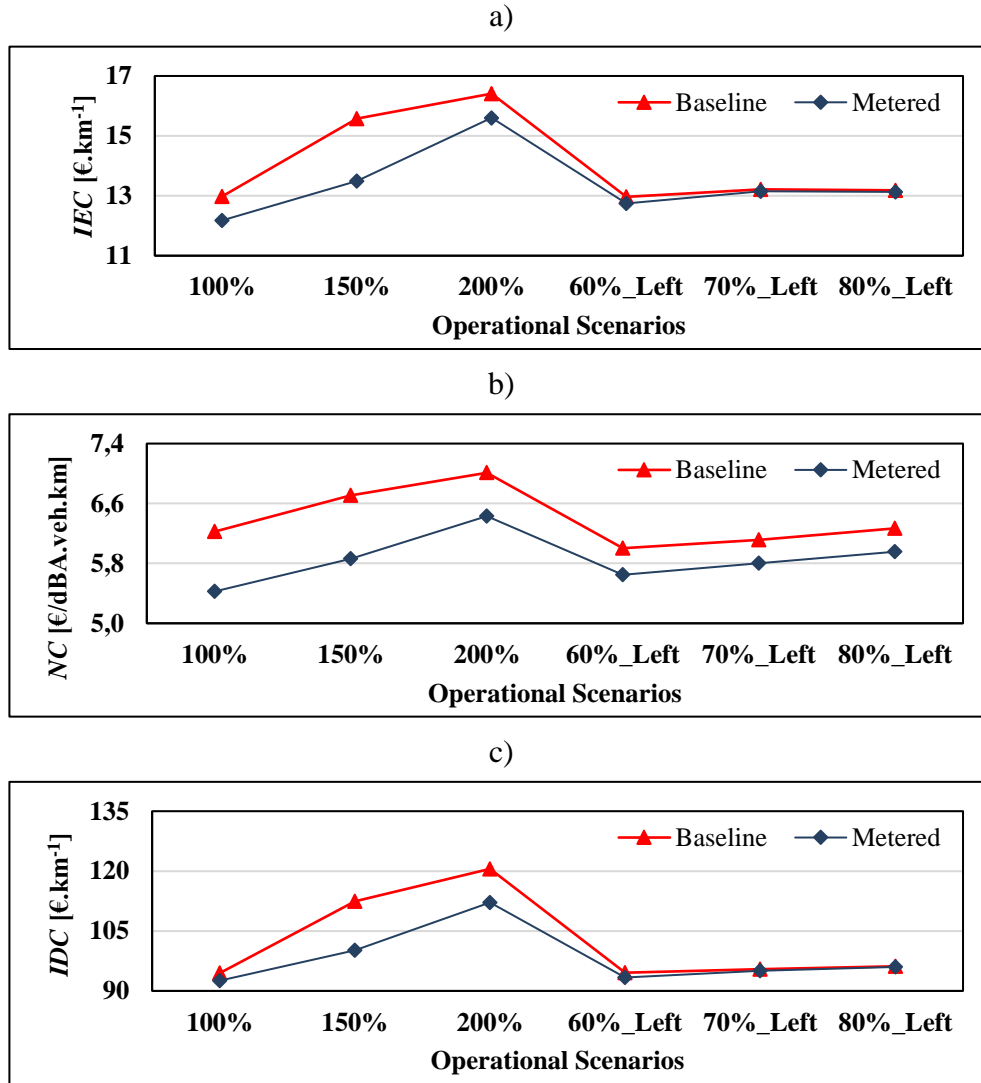 a)
17
15
13
11
IEC [€.km-1]
Baseline
Metered
100%
150%
200%
60%_Left
70%_Left
80%_Left
Operational Scenarios
b)
7,4
6,6
5,8
5,0
NC [€/dBA.veh.km]
Baseline
Metered
100%
150%
200%
60%_Left
70%_Left
80%_Left
Operational Scenarios
c)
135
120
105
90
IDC [€.km-1]
Baseline
Metered
100%
150%
200%
60%_Left
70%_Left
80%_Left
Operational Scenarios